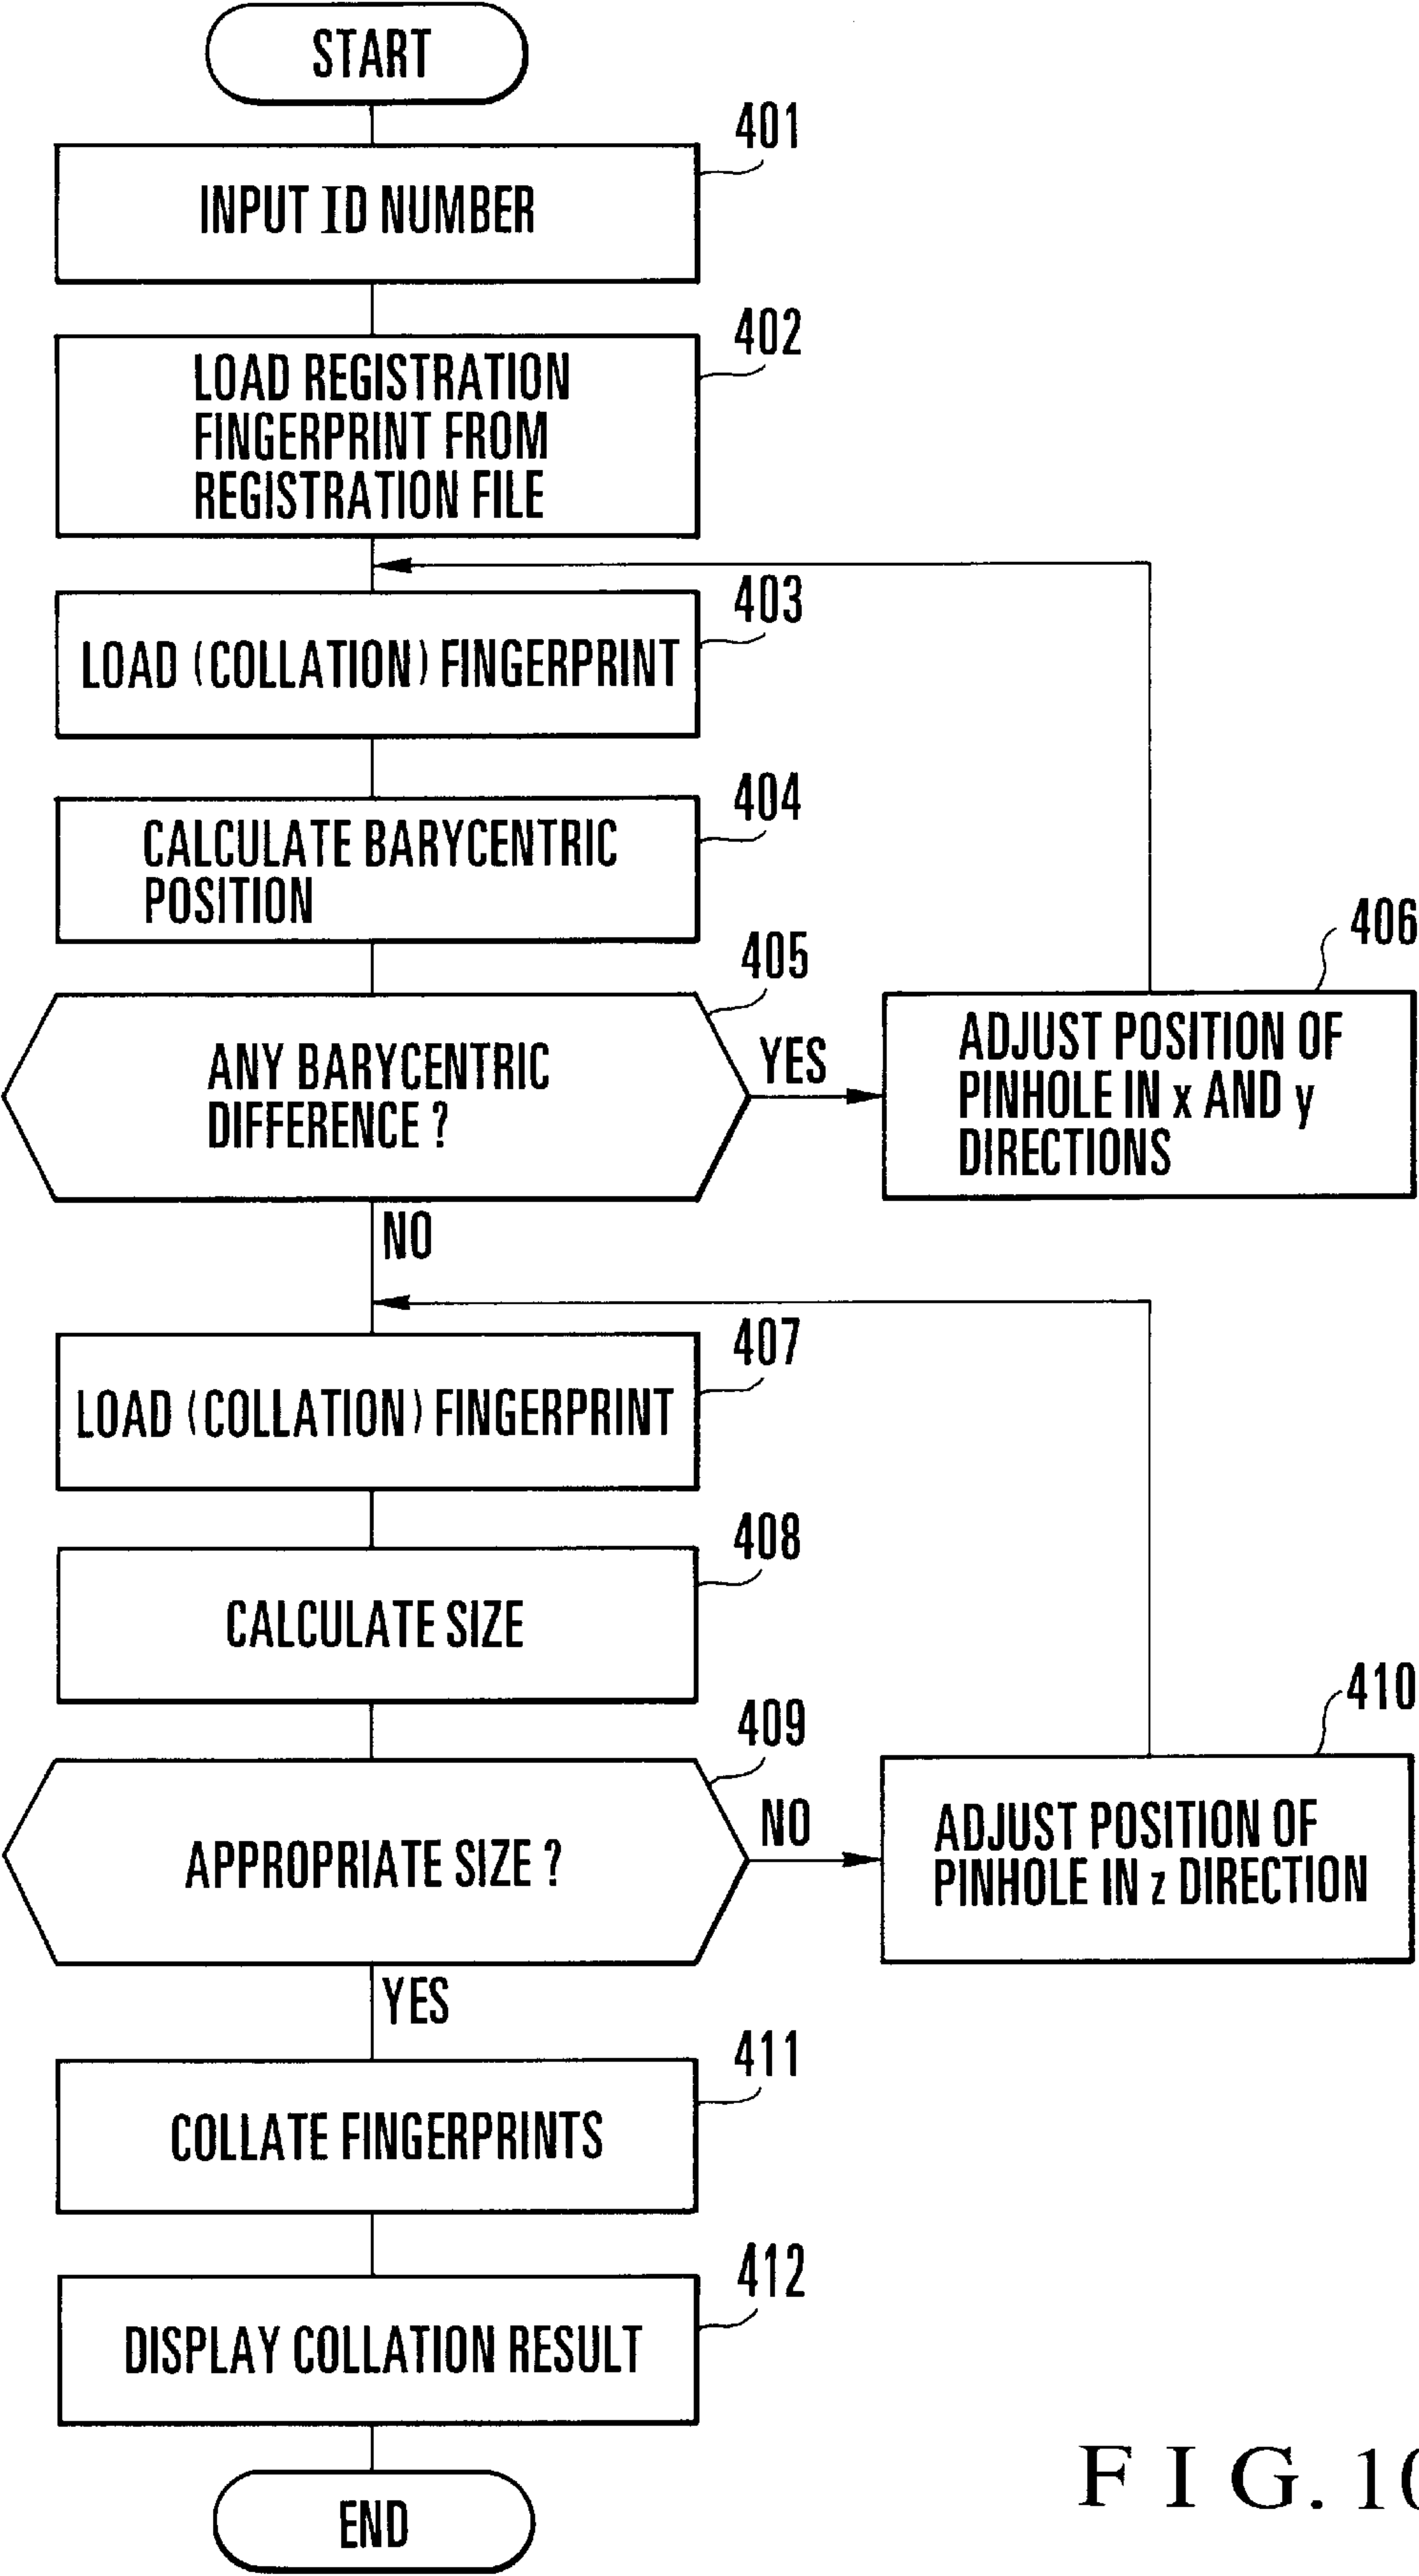 START
401
INPUT ID NUMBER
402
LOAD REGISTRATION
FINGERPRINT FROM
REGISTRATION FILE
403
LOAD (COLLATION) FINGERPRINT
404
CALCULATE BARYCENTRIC
POSITION
405
ANY BARYCENTRIC
DIFFERENCE ?
YES
406
ADJUST POSITION OF
PINHOLE IN x AND y
DIRECTIONS
NO
407
LOAD (COLLATION) FINGERPRINT
408
CALCULATE SIZE
409
APPROPRIATE SIZE ?
NO
410
ADJUST POSITION OF
PINHOLE IN z DIRECTION
YES
411
COLLATE FINGERPRINTS
412
DISPLAY COLLATION RESULT
END
FIG. 10